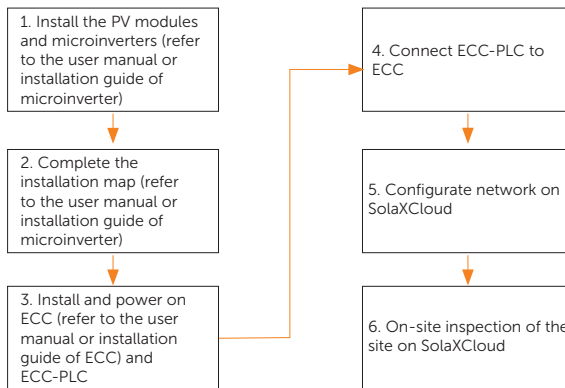 1. Install the PV modules
and microinverters (refer
to the user manual or
installation guide of
microinverter)
2. Complete the
installation map (refer
to the user manual or
installation guide of
microinverter)
3. Install and power on
ECC (refer to the user
manual or installation
guide of ECC) and
ECC-PLC
4. Connect ECC-PLC to
ECC
5. Configurate network on
SolaXCloud
6. On-site inspection of the
site on SolaXCloud